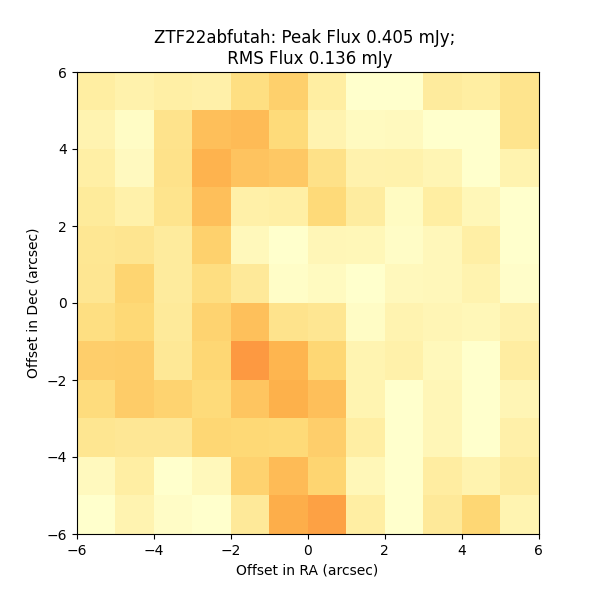 ZTF22abfutah: Peak Flux 0.405 mJy;
RMS Flux 0.136 mJy
6
4
2
0
−2
−4
−6
Offset in Dec (arcsec)
−6 −4 −2 0 2 4 6
Offset in RA (arcsec)